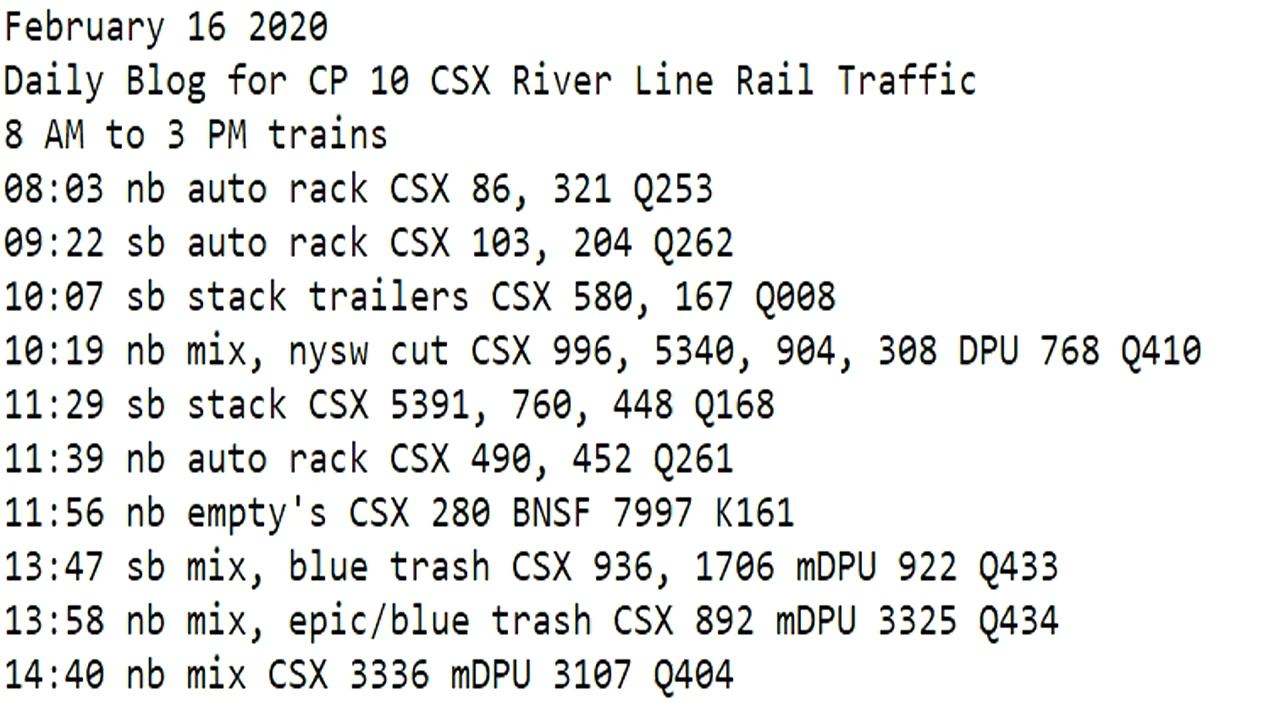 February 16 2020
Daily Blog for CP 10 CSX River Line Rail Traffic
8 AM to 3 PM trains
08:03 nb auto rack CSX 86, 321 Q253
09:22 sb auto rack CSX 103, 204 Q262
10:07 sb stack trailers CSX 580, 167 Q008
10:19 nb mix, nysw cut CSX 996, 5340, 904, 308 DPU 768 Q410
11:29 sb stack CSX 5391, 760, 448 Q168
11:39 nb auto rack CSX 490, 452 Q261
11:56 nb empty's CSX 280 BNSF 7997 K161
13:47 sb mix, blue trash CSX 936, 1706 mDPU 922 Q433
13:58 nb mix, epic/blue trash CSX 892 mDPU 3325 Q434
14:40 nb mix CSX 3336 mDPU 3107 Q404